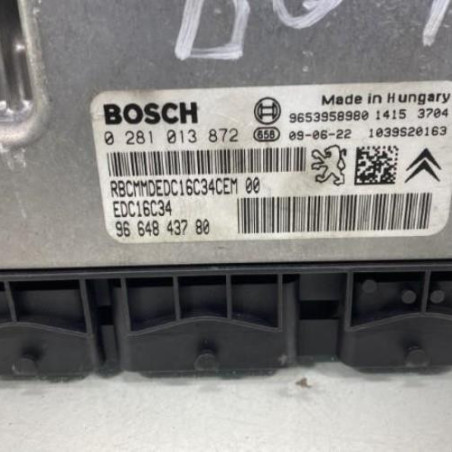 Made in Hungary
BOSCH 9653958980 1415 3704
0 281 013 872 658 09-06-22 1039S20163
RBCMMDEDC16C34CEM 00
EDC16C34
96 648 437 80